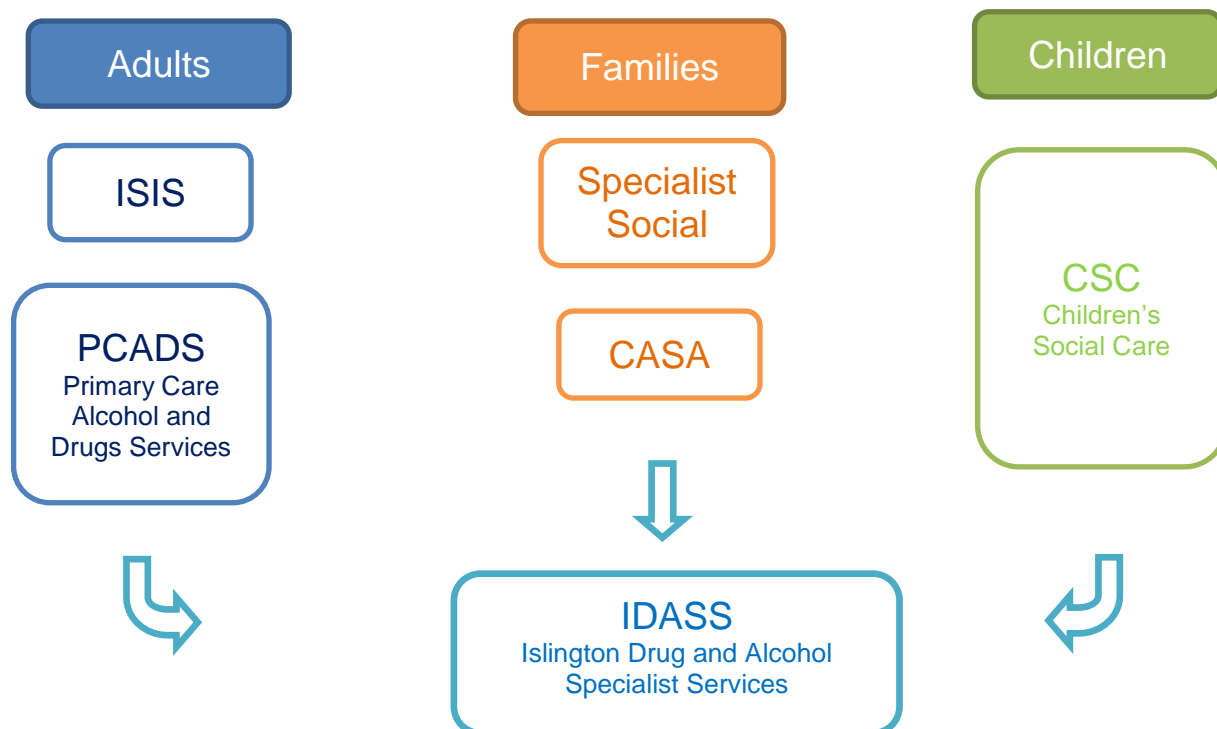 Adults
ISIS
PCADS
Primary Care
Alcohol and
Drugs Services
Families
Specialist
Social
CASA
Children
CSC
Children’s
Social Care
IDASS
Islington Drug and Alcohol
Specialist Services